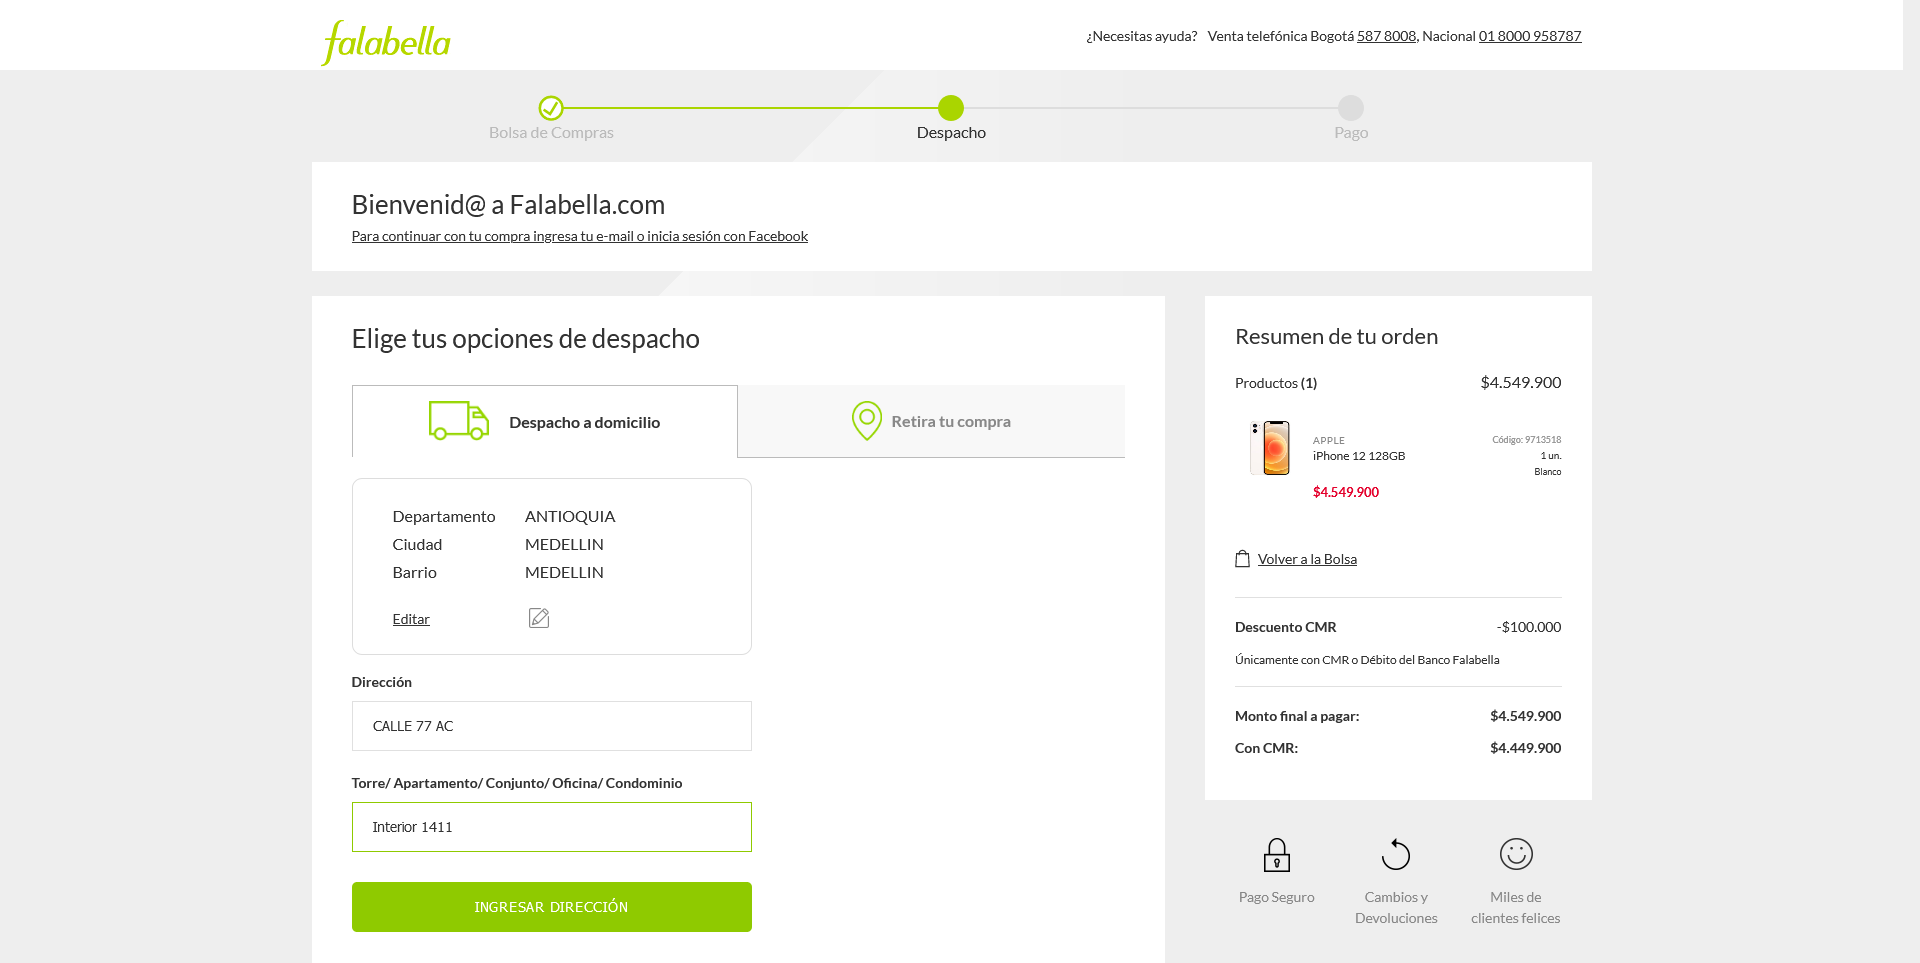 falabella
¿Necesitas ayuda? Venta telefónica Bogotá 587 8008, Nacional 01 8000 958787
Bolsa de Compras
Despacho
Pago
Bienvenid@ a Falabella.com
Para continuar con tu compra ingresa tu e-mail o inicia sesión con Facebook
Elige tus opciones de despacho
Despacho a domicilio
Retira tu compra
Departamento ANTIOQUIA
Ciudad MEDELLIN
Barrio MEDELLIN
Editar
Dirección
CALLE 77 AC
Torre/ Apartamento/ Conjunto/ Oficina/ Condominio
Interior 1411
INGRESAR DIRECCIÓN
Resumen de tu orden
Productos (1) $4.549.900
APPLE
iPhone 12 128GB
$4.549.900
Código: 9713518
1 un.
Blanco
Volver a la Bolsa
Descuento CMR -$100.000
Únicamente con CMR o Débito del Banco Falabella
Monto final a pagar: $4.549.900
Con CMR: $4.449.900
Pago Seguro
Cambios y
Devoluciones
Miles de
clientes felices